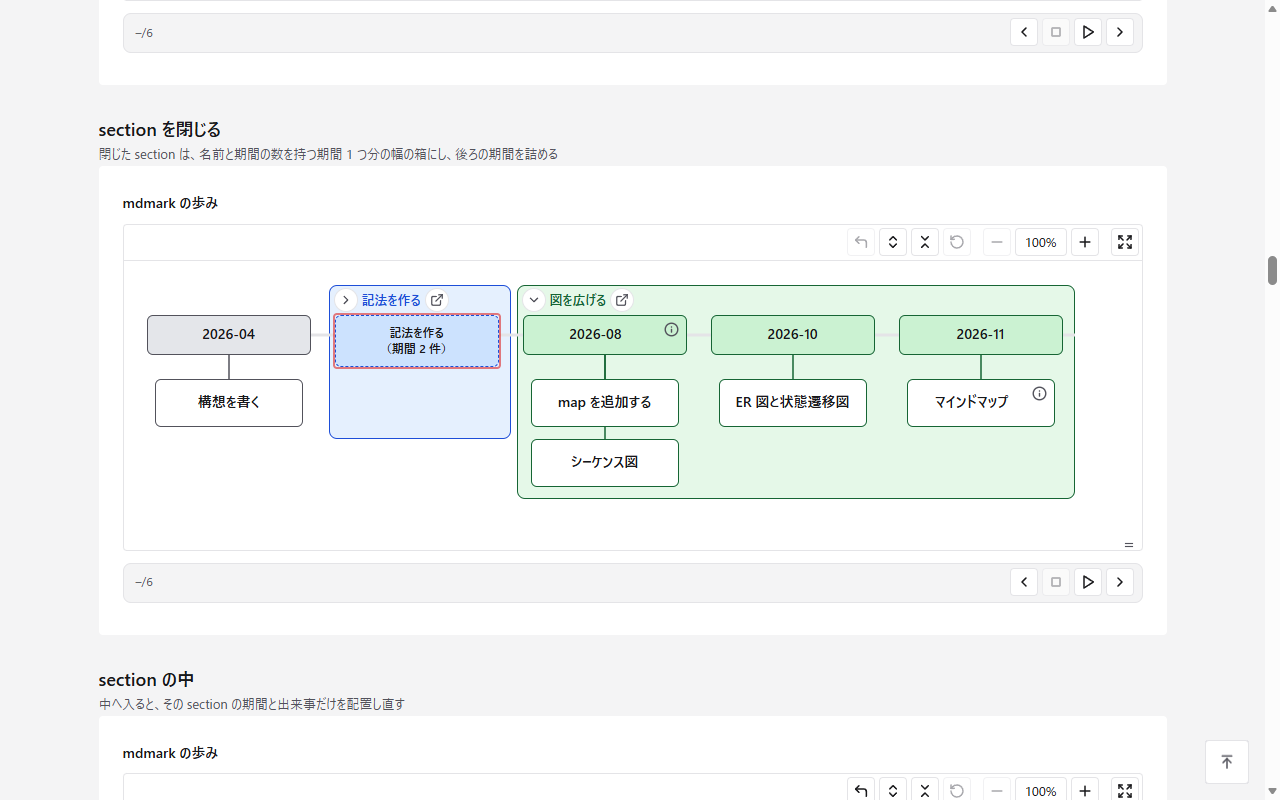 –/6
section を閉じる
閉じた section は、名前と期間の数を持つ期間 1 つ分の幅の箱にし、後ろの期間を詰める
mdmark の歩み
100%
記法を作る
図を広げる
2026-04
記法を作る
（期間 2 件）
2026-08
2026-10
2026-11
構想を書く
map を追加する
ER 図と状態遷移図
マインドマップ
シーケンス図
–/6
section の中
中へ入ると、その section の期間と出来事だけを配置し直す
mdmark の歩み
100%